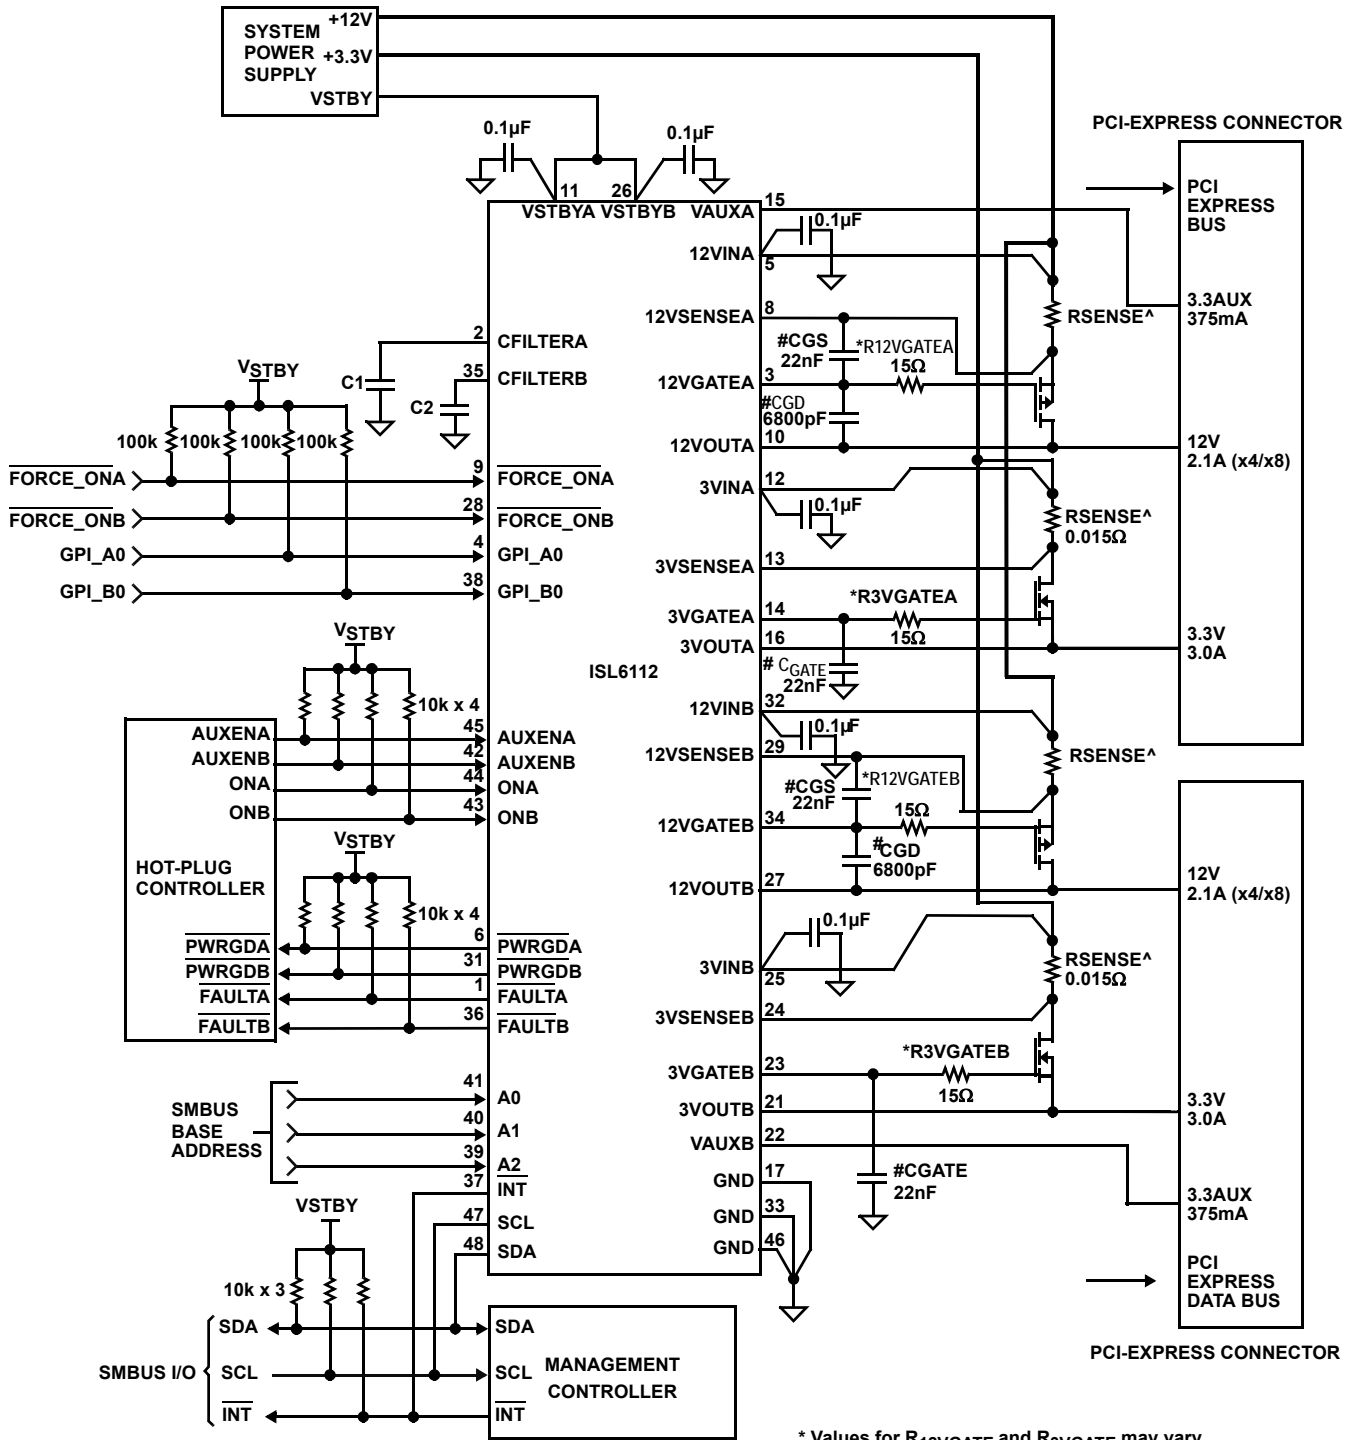 SYSTEM
POWER
SUPPLY
+12V
+3.3V
VSTBY
0.1µF
0.1µF
11
26
VSTBYA
VSTBYB
PCI-EXPRESS CONNECTOR
PCI
EXPRESS
BUS
3.3AUX
375mA
12V
2.1A (x4/x8)
3.3V
3.0A
VAUXA
15
12VINA
5
0.1µF
12VSENSEA
8
#CGS
22nF
*R12VGATEA
15Ω
RSENSE^
12VGATEA
3
#CGD
6800pF
12VOUTA
10
3VINA
12
0.1µF
RSENSE^
0.015Ω
3VSENSEA
13
3VGATEA
14
*R3VGATEA
15Ω
3VOUTA
16
# CGATE
22nF
ISL6112
12VINB
32
0.1µF
12VSENSEB
29
RSENSE^
#CGS
22nF
*R12VGATEB
15Ω
12VGATEB
34
#CGD
6800pF
12VOUTB
27
3VINB
25
0.1µF
RSENSE^
0.015Ω
3VSENSEB
24
3VGATEB
23
*R3VGATEB
15Ω
3VOUTB
21
VAUXB
22
#CGATE
22nF
GND
17
GND
33
GND
46
12V
2.1A (x4/x8)
3.3V
3.0A
3.3AUX
375mA
PCI
EXPRESS
DATA BUS
PCI-EXPRESS CONNECTOR
2
CFILTERA
35
CFILTERB
C1
C2
VSTBY
100k
100k
100k
100k
FORCE_ONA
9
FORCE_ONA
FORCE_ONB
28
FORCE_ONB
GPI_A0
4
GPI_A0
GPI_B0
38
GPI_B0
VSTBY
10k x 4
AUXENA
45
AUXENA
AUXENB
42
AUXENB
ONA
44
ONA
ONB
43
ONB
HOT-PLUG
CONTROLLER
VSTBY
10k x 4
PWRGDA
6
PWRGDA
PWRGDB
31
PWRGDB
FAULTA
1
FAULTA
FAULTB
36
FAULTB
SMBUS
BASE
ADDRESS
41
A0
40
A1
39
A2
37
INT
47
SCL
48
SDA
VSTBY
10k x 3
SMBUS I/O
SDA
SCL
INT
SDA
SCL
INT
MANAGEMENT
CONTROLLER
* Values for R12VGATE and R3VGATE may vary